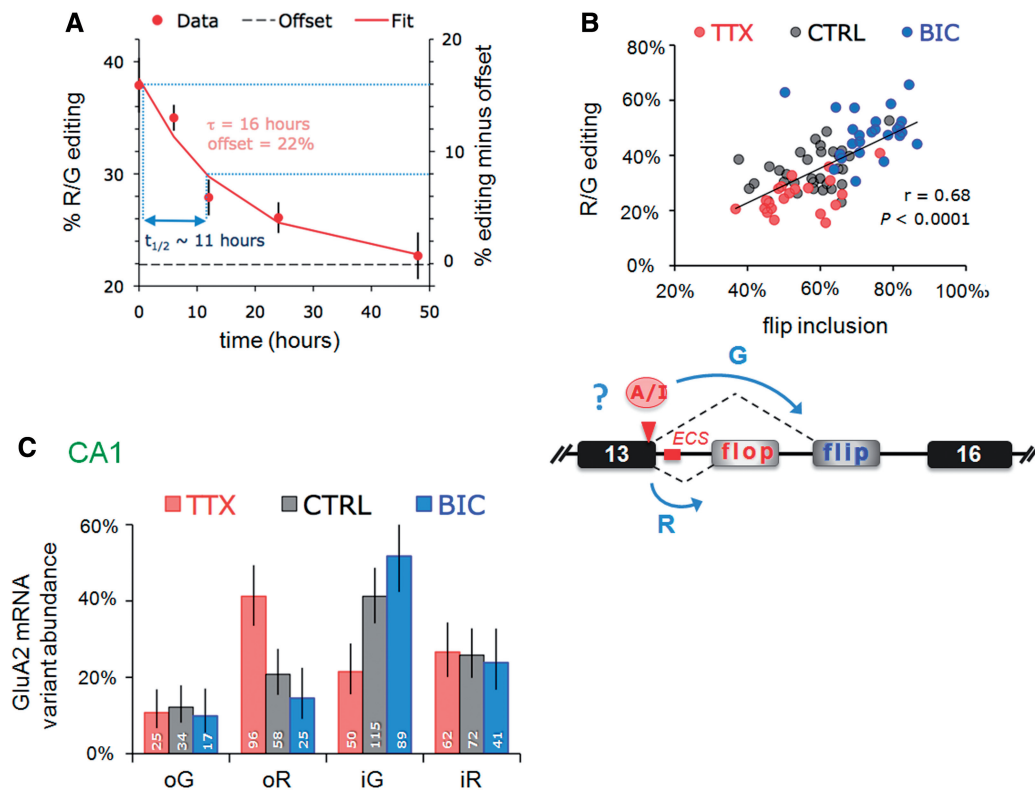 A
Data Offset Fit
% R/G editing
40
30
20
20
10
0
% editing minus offset
τ = 16 hours
offset = 22%
t1/2 ~ 11 hours
0 10 20 30 40 50
time (hours)
B
TTX CTRL BIC
R/G editing
80%
60%
40%
20%
0%
r = 0.68
P < 0.0001
20% 40% 60% 80% 100%
flip inclusion
G
? A/I
ECS
13 flop flip 16
R
C CA1
TTX CTRL BIC
GluA2 mRNA
variant abundance
60%
40%
20%
0%
25 34 17 96 58 25 50 115 89 62 72 41
oG oR iG iR